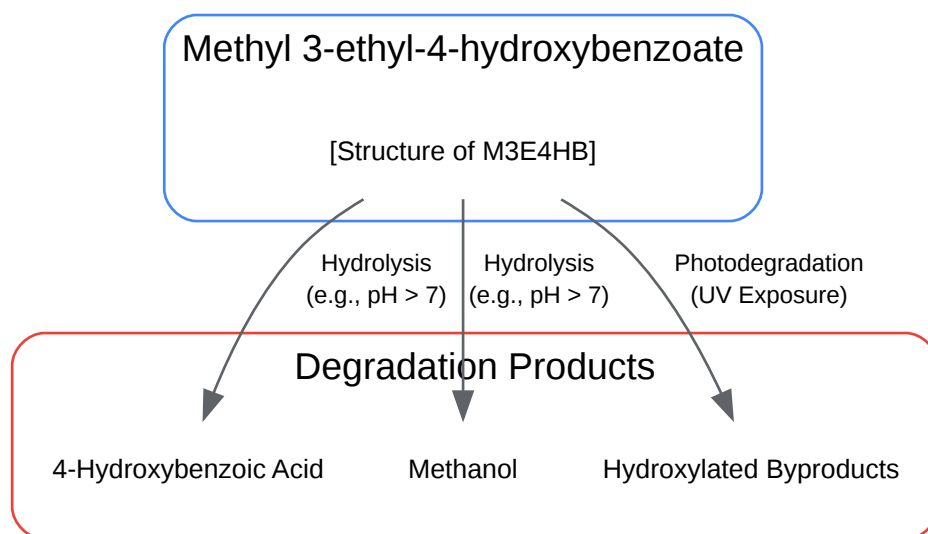 Methyl 3-ethyl-4-hydroxybenzoate
[Structure of M3E4HB]
Hydrolysis
(e.g., pH > 7)
Hydrolysis
(e.g., pH > 7)
Photodegradation
(UV Exposure)
Degradation Products
4-Hydroxybenzoic Acid
Methanol
Hydroxylated Byproducts